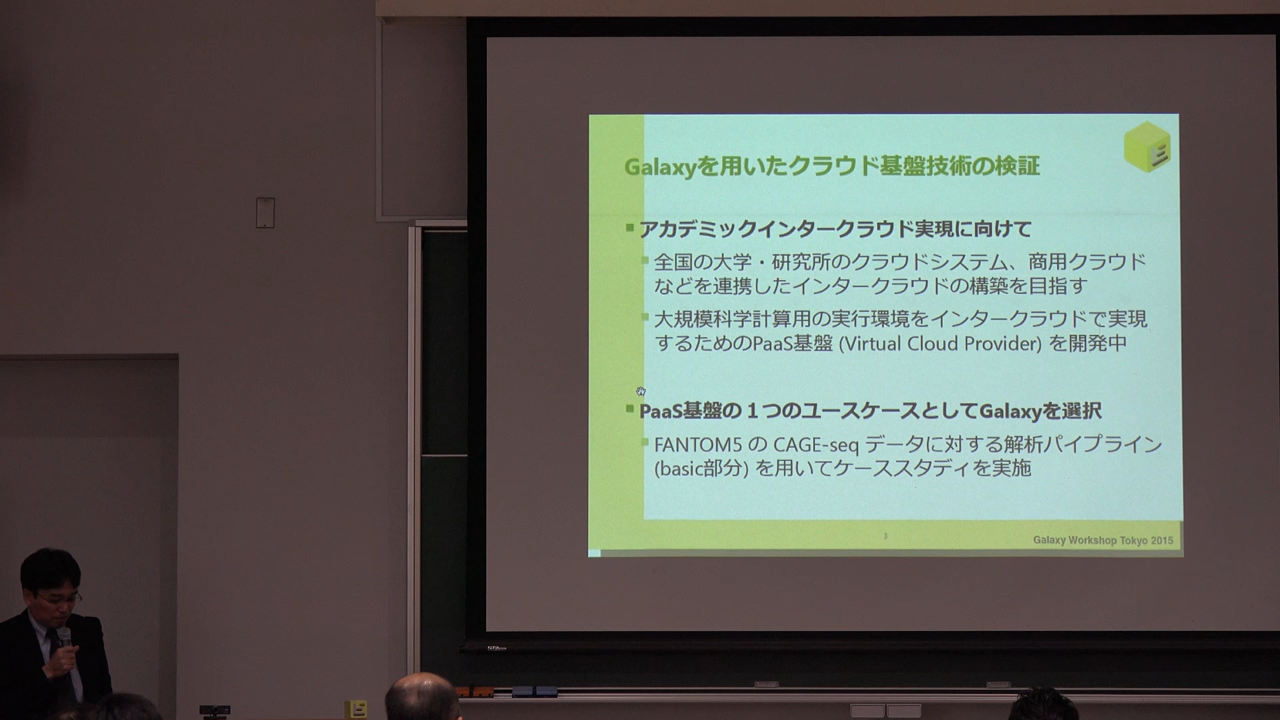 Galaxyを用いたクラウド基盤技術の検証
アカデミックインタークラウド実現に向けて
全国の大学・研究所のクラウドシステム、商用クラウド
などを連携したインタークラウドの構築を目指す
大規模科学計算用の実行環境をインタークラウドで実現
するためのPaaS基盤 (Virtual Cloud Provider) を開発中
PaaS基盤の１つのユースケースとしてGalaxyを選択
FANTOM5 の CAGE-seq データに対する解析パイプライン
(basic部分) を用いてケーススタディを実施
3
Galaxy Workshop Tokyo 2015